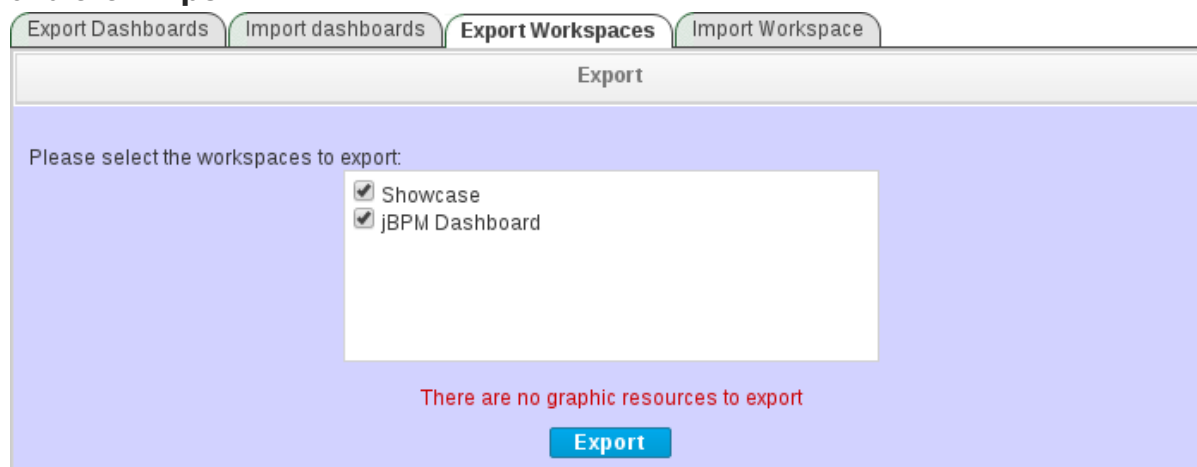 Export Dashboards Import dashboards Export Workspaces Import Workspace
Export
Please select the workspaces to export:
Showcase
jBPM Dashboard
There are no graphic resources to export
Export